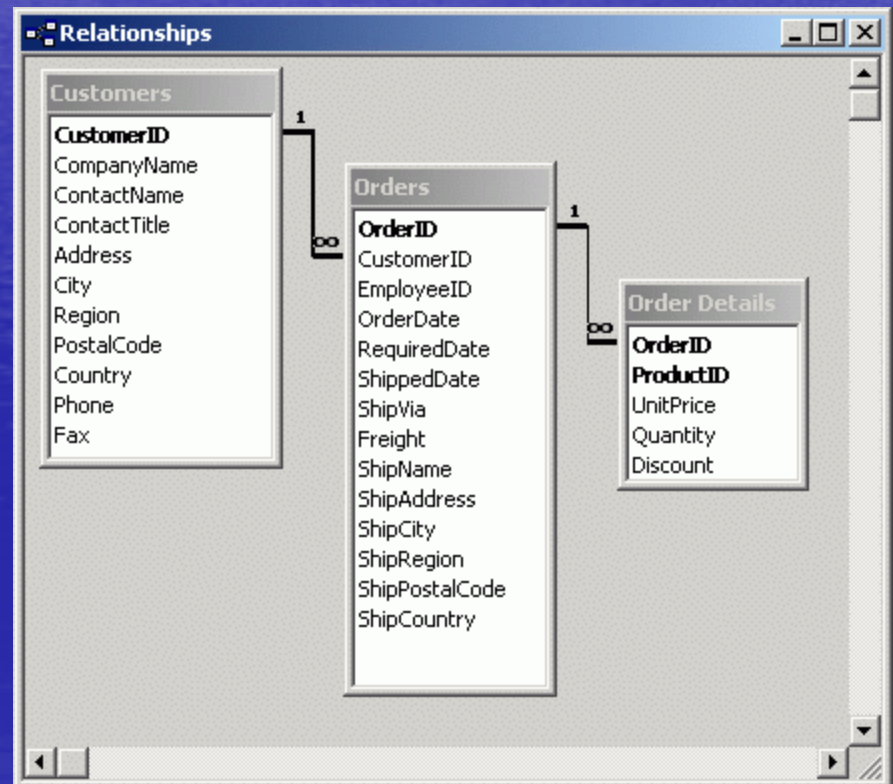 Relationships
Customers
CustomerID
CompanyName
ContactName
ContactTitle
Address
City
Region
PostalCode
Country
Phone
Fax
1
∞
Orders
OrderID
CustomerID
EmployeeID
OrderDate
RequiredDate
ShippedDate
ShipVia
Freight
ShipName
ShipAddress
ShipCity
ShipRegion
ShipPostalCode
ShipCountry
1
∞
Order Details
OrderID
ProductID
UnitPrice
Quantity
Discount